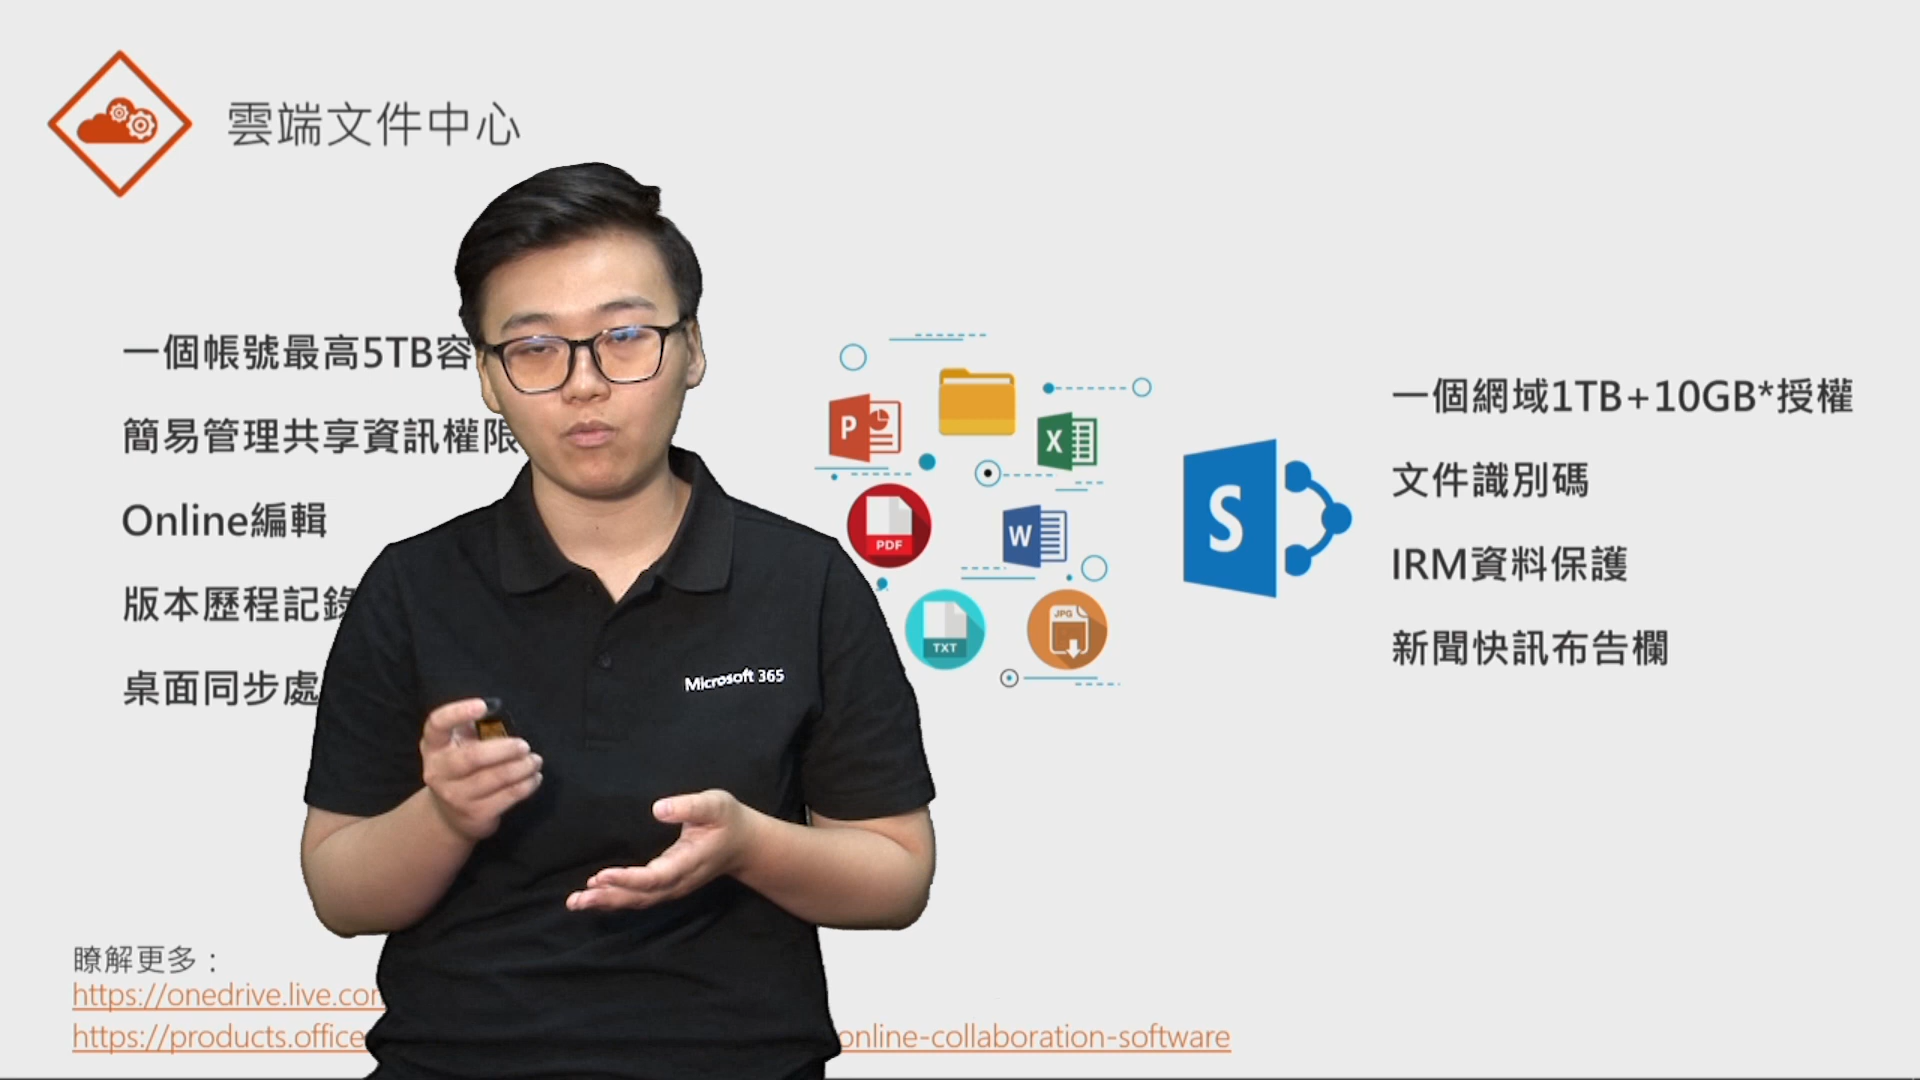 雲端文件中心
一個帳號最高5TB容
簡易管理共享資訊權限
Online編輯
版本歷程記錄
桌面同步處
P
X
PDF
W
TXT
JPG
S
一個網域1TB+10GB*授權
文件識別碼
IRM資料保護
新聞快訊布告欄
Microsoft 365
瞭解更多：
https://onedrive.live.com
https://products.office
online-collaboration-software